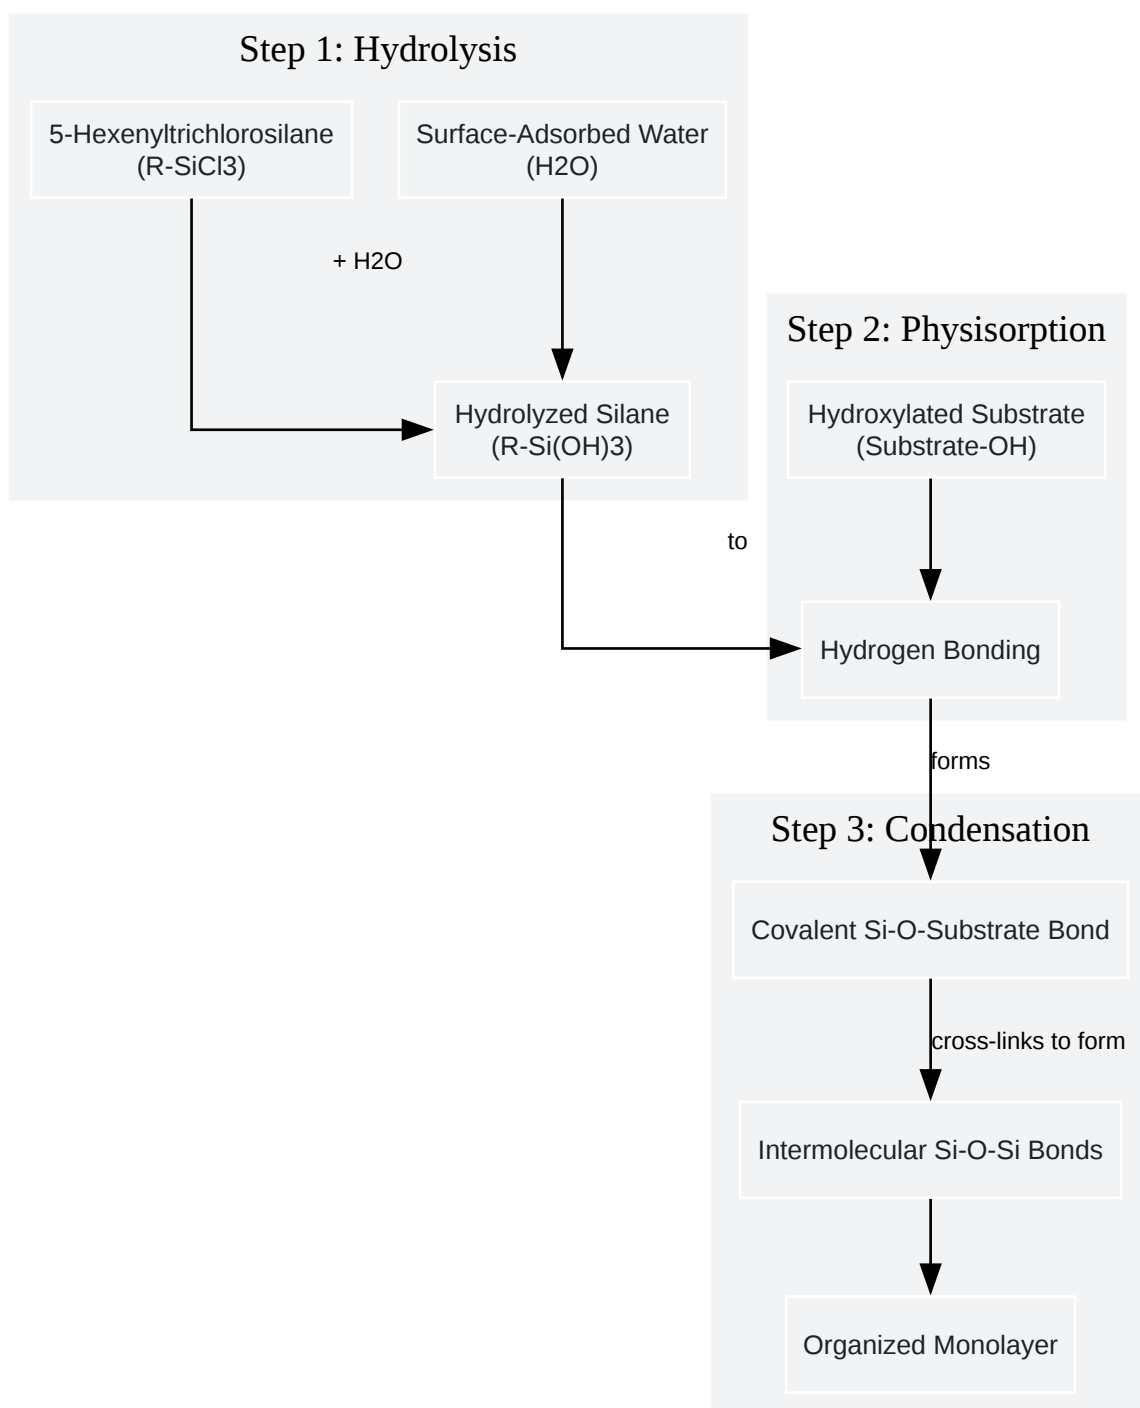 Step 1: Hydrolysis
5-Hexenyltrichlorosilane
(R-SiCl3)
Surface-Adsorbed Water
(H2O)
+ H2O
Hydrolyzed Silane
(R-Si(OH)3)
Step 2: Physisorption
Hydroxylated Substrate
(Substrate-OH)
to
Hydrogen Bonding
forms
Step 3: Condensation
Covalent Si-O-Substrate Bond
cross-links to form
Intermolecular Si-O-Si Bonds
Organized Monolayer